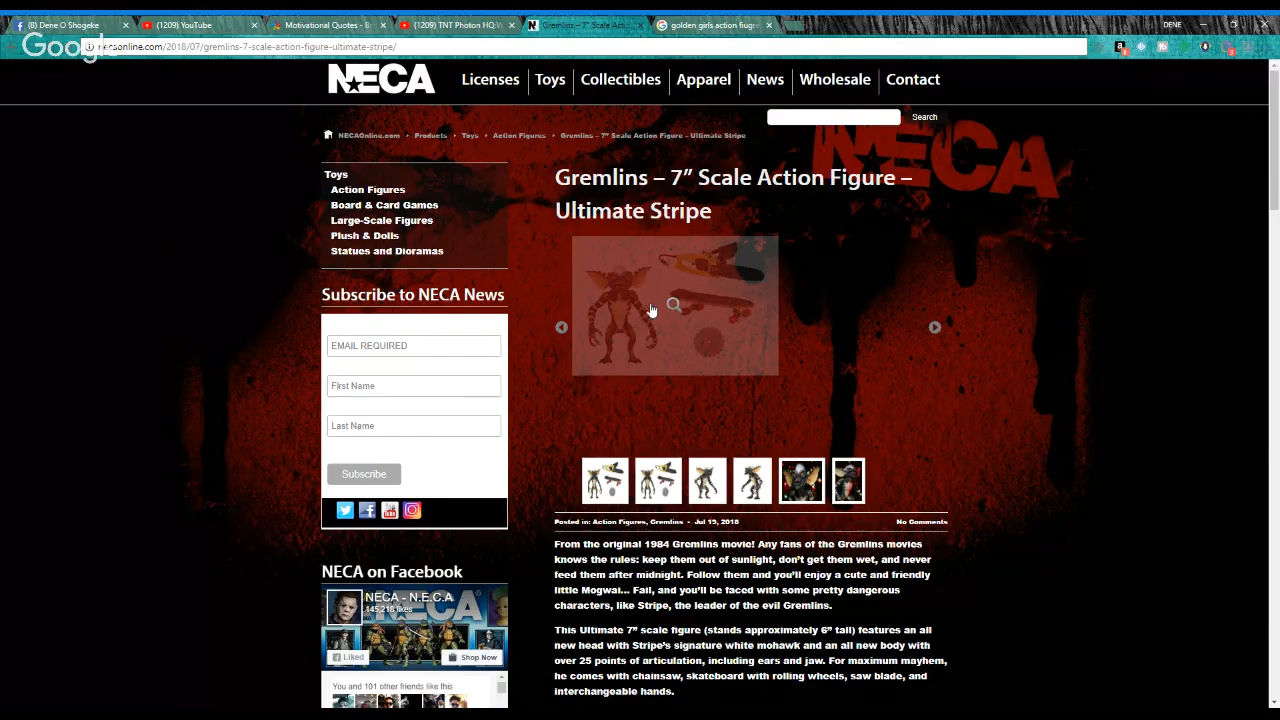 (8) Dene O Shogeke
(1209) YouTube
Motivational Quotes - B
(1209) TNT Photon HQ:
Gremlins – 7" Scale Acti
golden girls action fiugre
DENE
Google
necaonline.com/2018/07/gremlins-7-scale-action-figure-ultimate-stripe/
NECA
Licenses
Toys
Collectibles
Apparel
News
Wholesale
Contact
Search
NECA
NECAOnline.com
Products
Toys
Action Figures
Gremlins – 7" Scale Action Figure – Ultimate Stripe
Toys
Action Figures
Board & Card Games
Large-Scale Figures
Plush & Dolls
Statues and Dioramas
Subscribe to NECA News
EMAIL REQUIRED
First Name
Last Name
Subscribe
NECA on Facebook
NECA - N.E.C.A
145,218 likes
Liked
Shop Now
You and 101 other friends like this
Gremlins – 7" Scale Action Figure –
Ultimate Stripe
Posted in: Action Figures, Gremlins - Jul 19, 2018
No Comments
From the original 1984 Gremlins movie! Any fans of the Gremlins movies
knows the rules: keep them out of sunlight, don't get them wet, and never
feed them after midnight. Follow them and you'll enjoy a cute and friendly
little Mogwai... Fail, and you'll be faced with some pretty dangerous
characters, like Stripe, the leader of the evil Gremlins.
This Ultimate 7" scale figure (stands approximately 6" tall) features an all
new head with Stripe's signature white mohawk and an all new body with
over 25 points of articulation, including ears and jaw. For maximum mayhem,
he comes with chainsaw, skateboard with rolling wheels, saw blade, and
interchangeable hands.